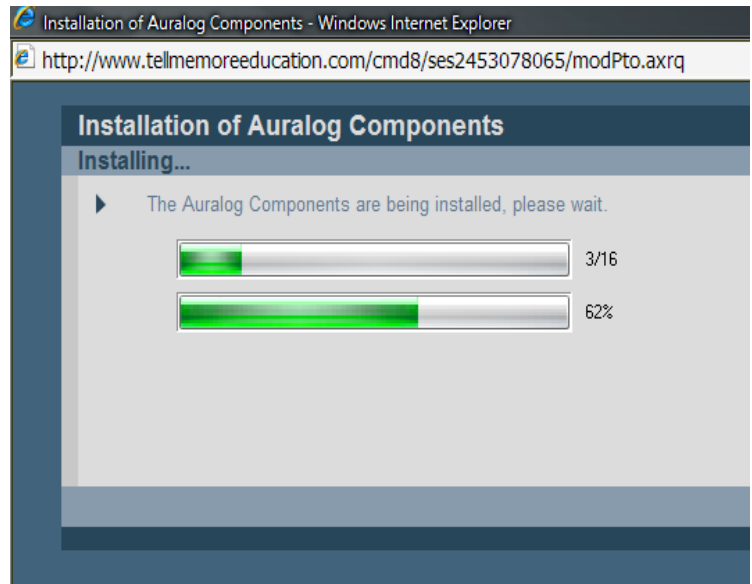 Installation of Auralog Components - Windows Internet Explorer
http://www.tellmemoreeducation.com/cmd8/ses2453078065/modPto.axrq
Installation of Auralog Components
Installing...
The Auralog Components are being installed, please wait.
3/16
62%